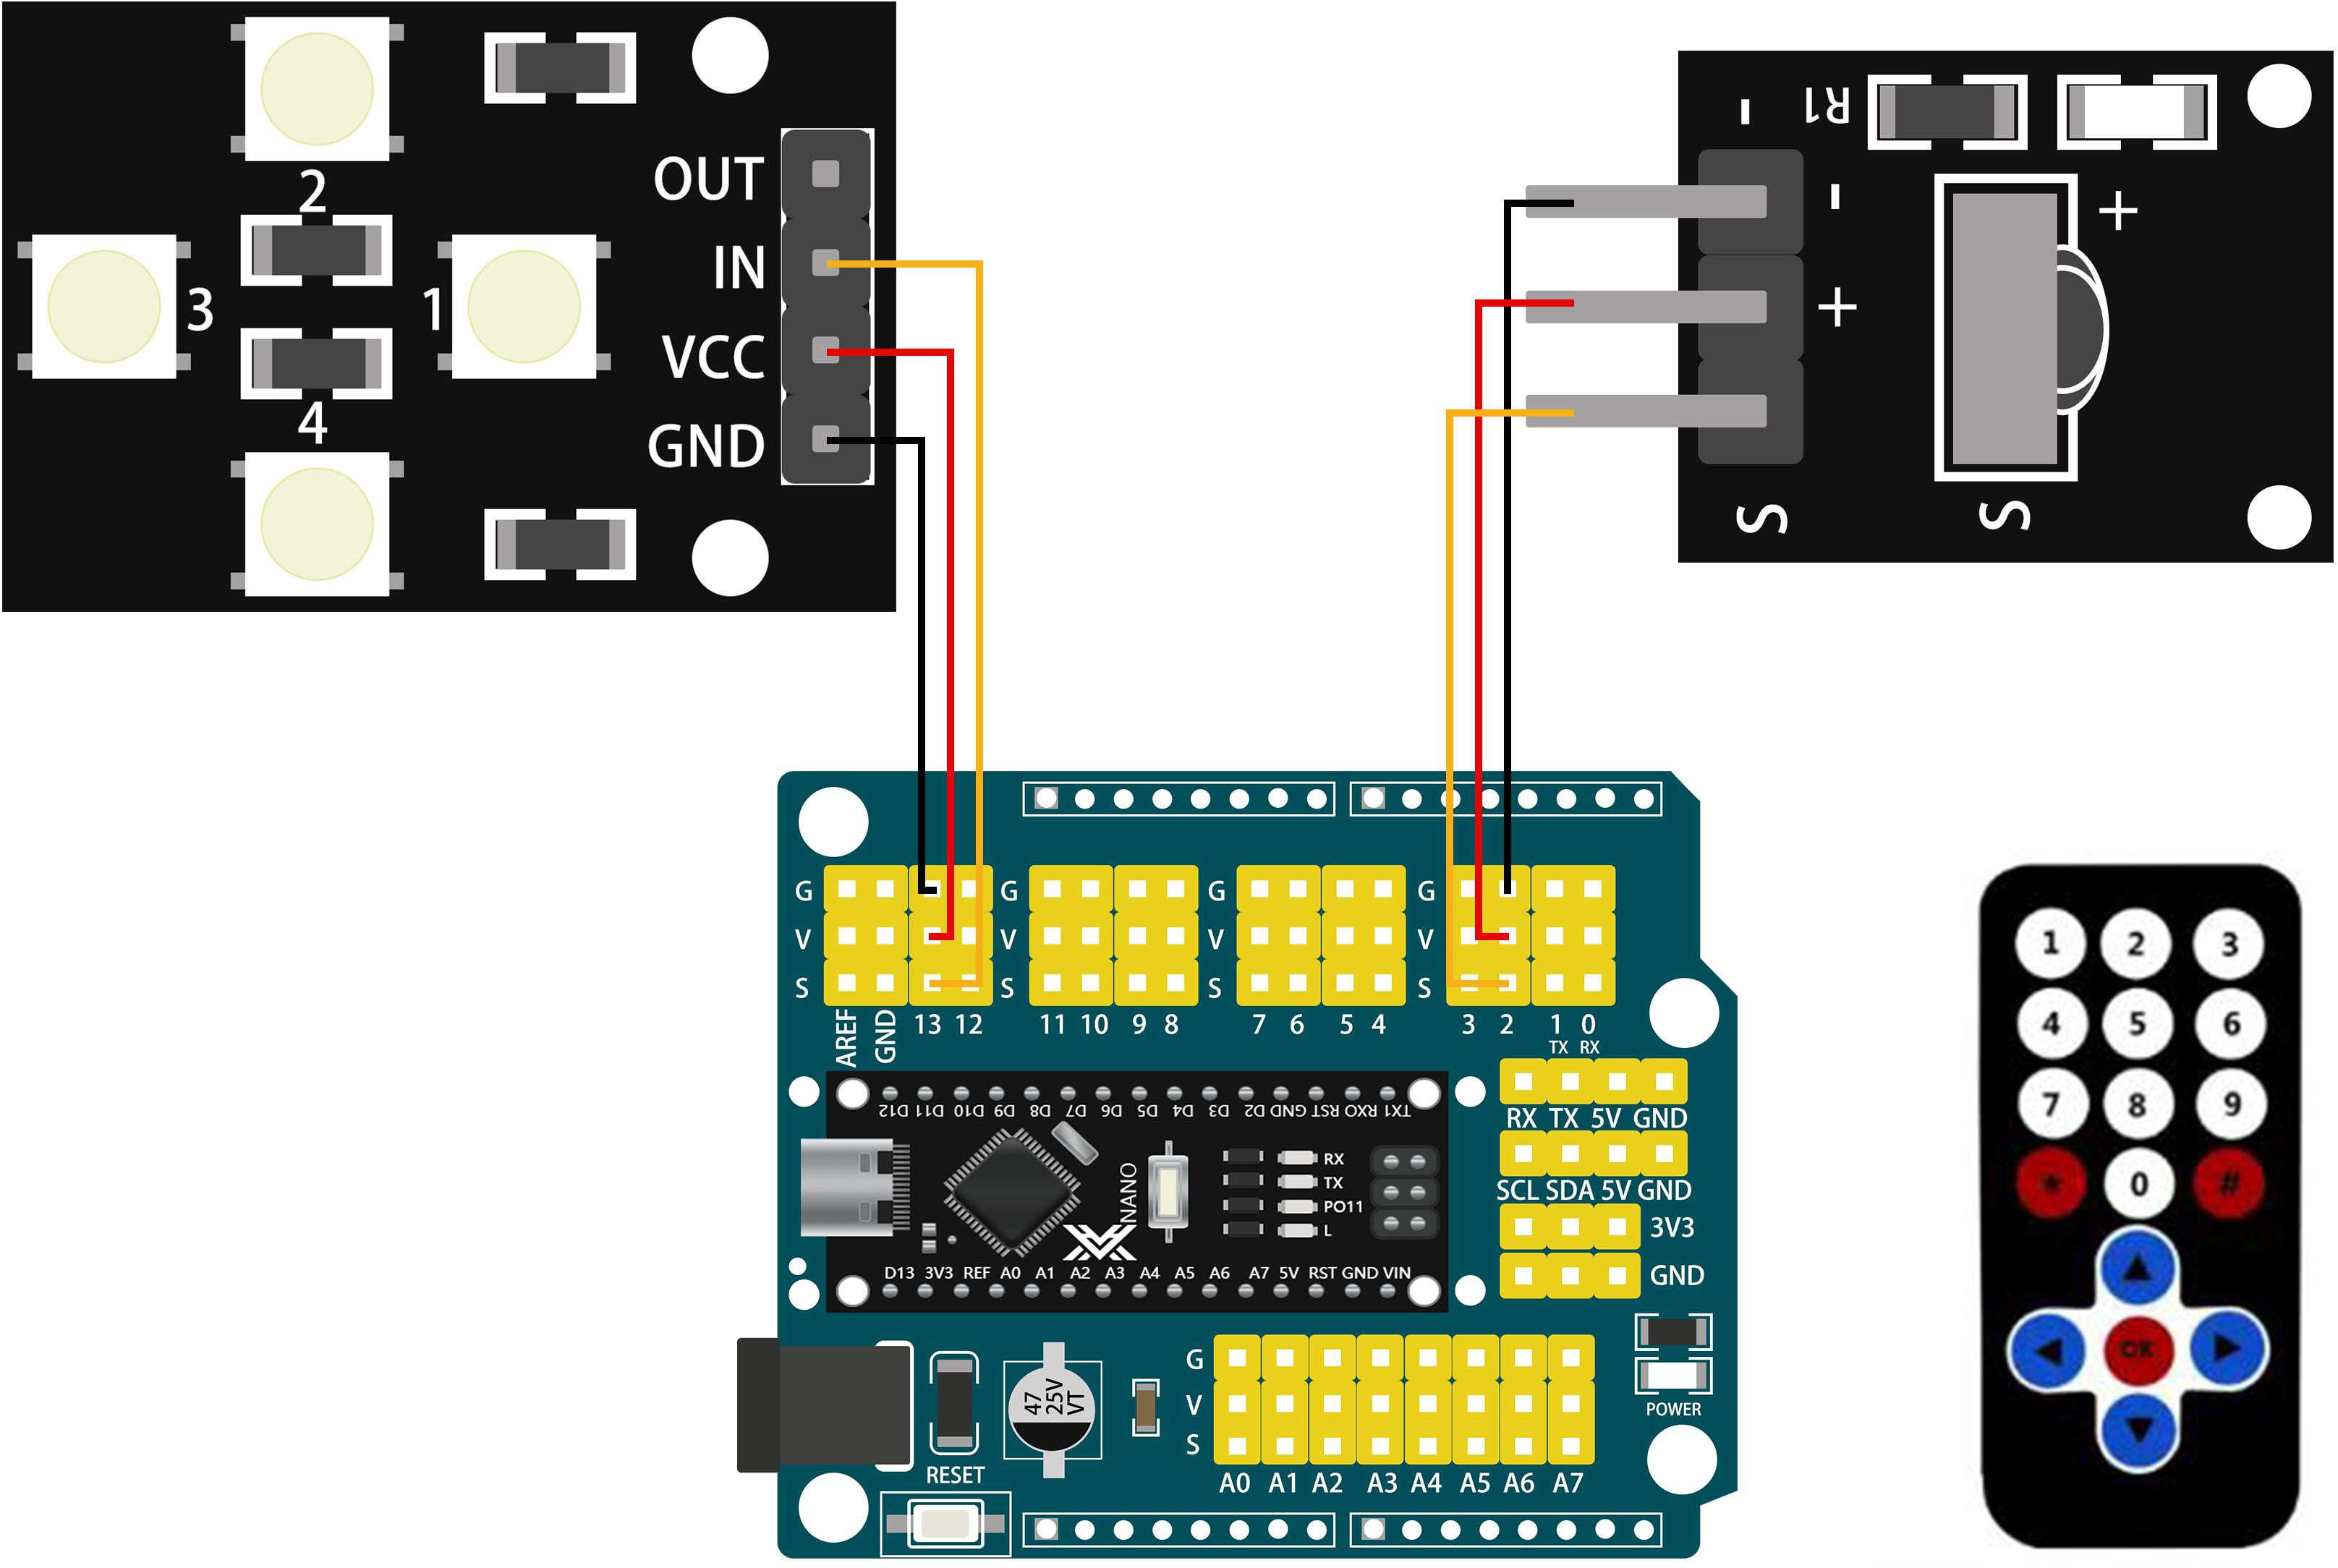 2
3
1
4
OUT
IN
VCC
GND
-
R1
-
+
+
S
S
G
G
G
G
V
V
V
V
S
S
S
S
AREF
GND
13 12
11 10
9 8
7 6
5 4
3 2
1 0
TX RX
D12 D11 D10 D9 D8 D7 D6 D5 D4 D3 D2 GND RST RX0 TX1
RX TX 5V GND
SCL SDA 5V GND
3V3
GND
NANO
RX
TX
PO11
L
D13 3V3 REF A0 A1 A2 A3 A4 A5 A6 A7 5V RST GND VIN
47
25V
VT
RESET
G
V
S
A0 A1 A2 A3 A4 A5 A6 A7
POWER
1 2 3
4 5 6
7 8 9
* 0 #
OK